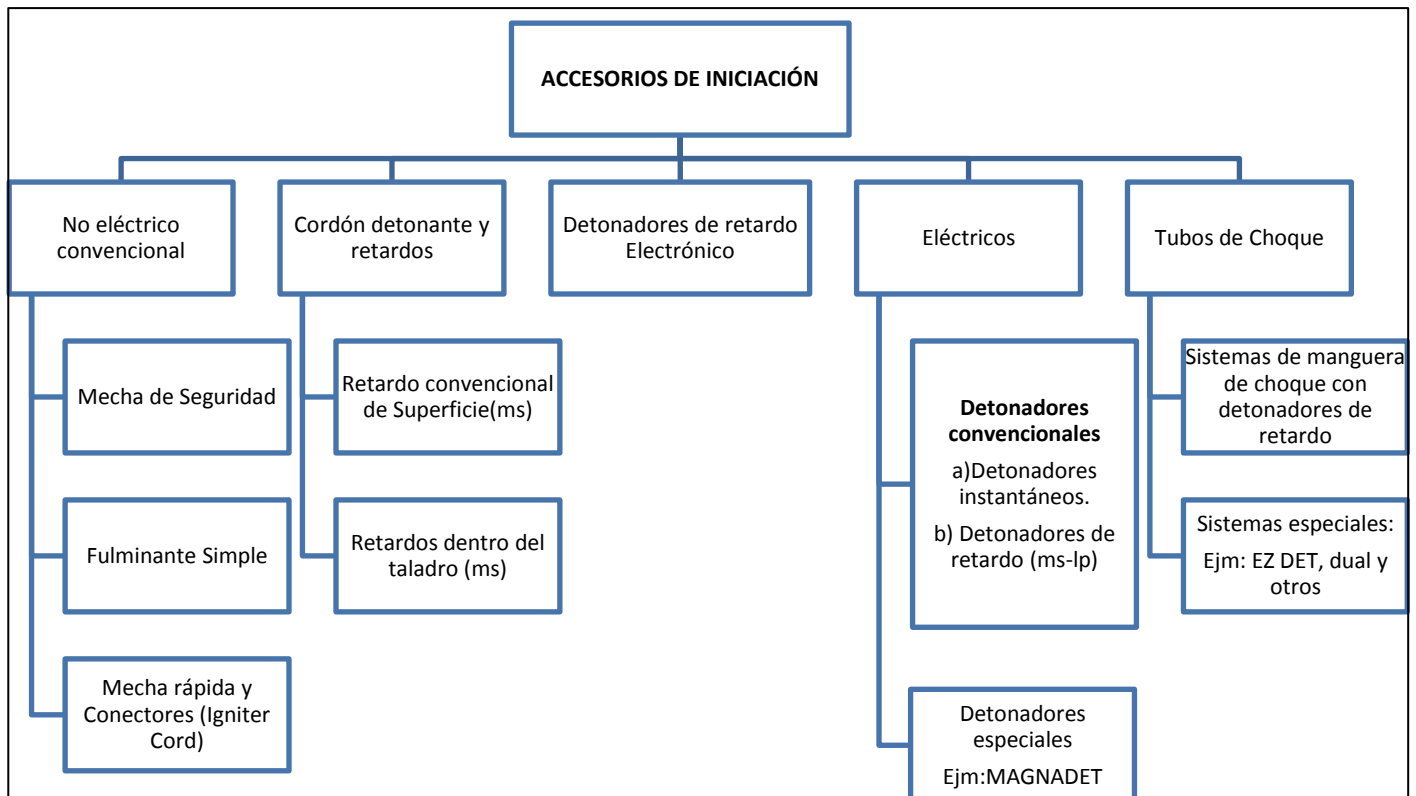 ACCESORIOS DE INICIACIÓN
No eléctrico
convencional
Cordón detonante y
retardos
Detonadores de retardo
Electrónico
Eléctricos
Tubos de Choque
Mecha de Seguridad
Fulminante Simple
Mecha rápida y
Conectores (Igniter
Cord)
Retardo convencional
de Superficie(ms)
Retardos dentro del
taladro (ms)
Detonadores
convencionales
a)Detonadores
instantáneos.
b) Detonadores de
retardo (ms-lp)
Detonadores
especiales
Ejm:MAGNADET
Sistemas de manguera
de choque con
detonadores de
retardo
Sistemas especiales:
Ejm: EZ DET, dual y
otros